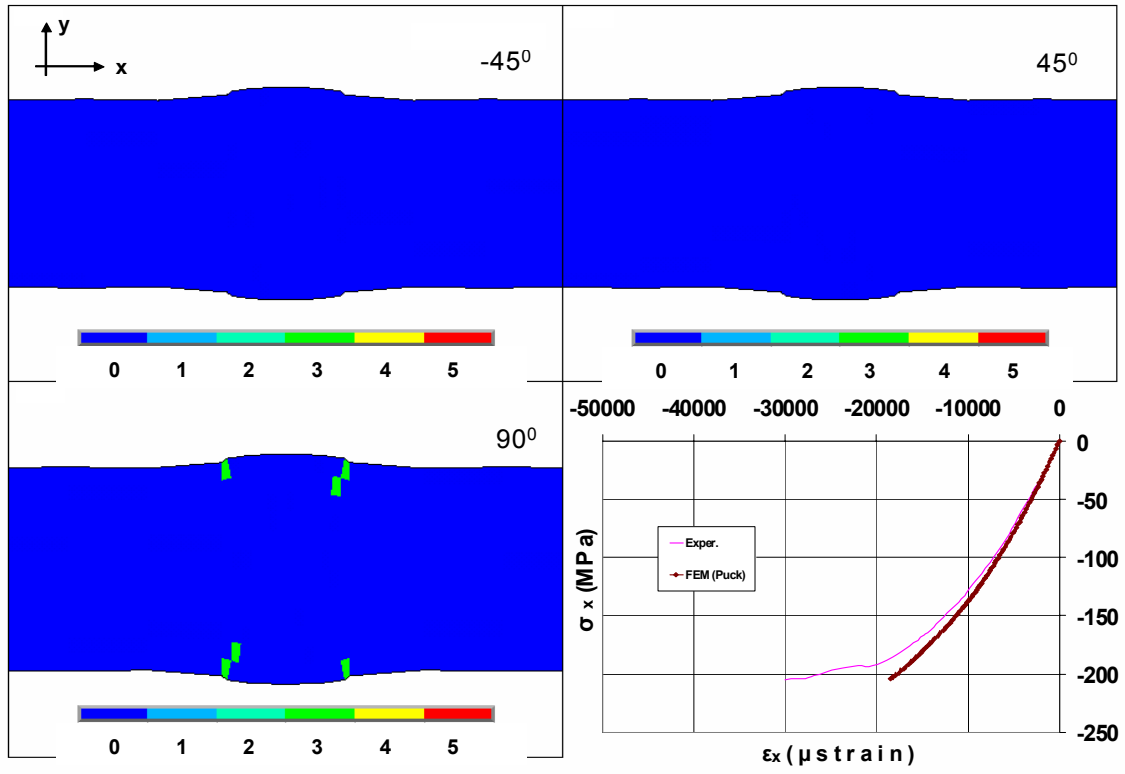 y
x
-45⁰
45⁰
0 1 2 3 4 5
0 1 2 3 4 5
90⁰
0 1 2 3 4 5
-50000 -40000 -30000 -20000 -10000 0
0
-50
-100
-150
-200
-250
σ x (MPa)
Exper.
FEM (Puck)
εx (μstrain)